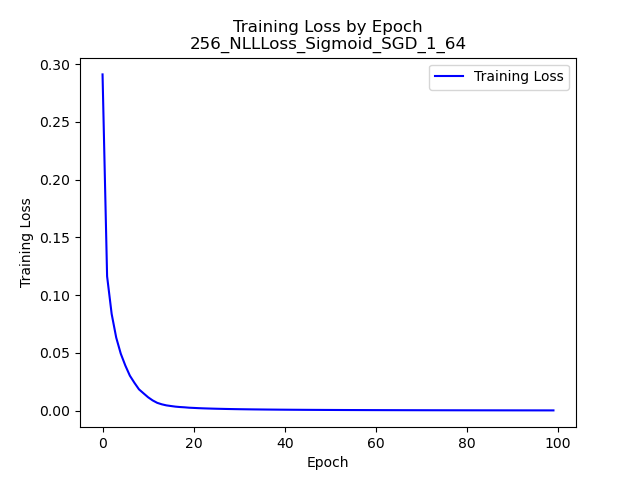 Training Loss by Epoch
256_NLLLoss_Sigmoid_SGD_1_64
Training Loss
0.30
0.25
0.20
0.15
0.10
0.05
0.00
Training Loss
0 20 40 60 80 100
Epoch